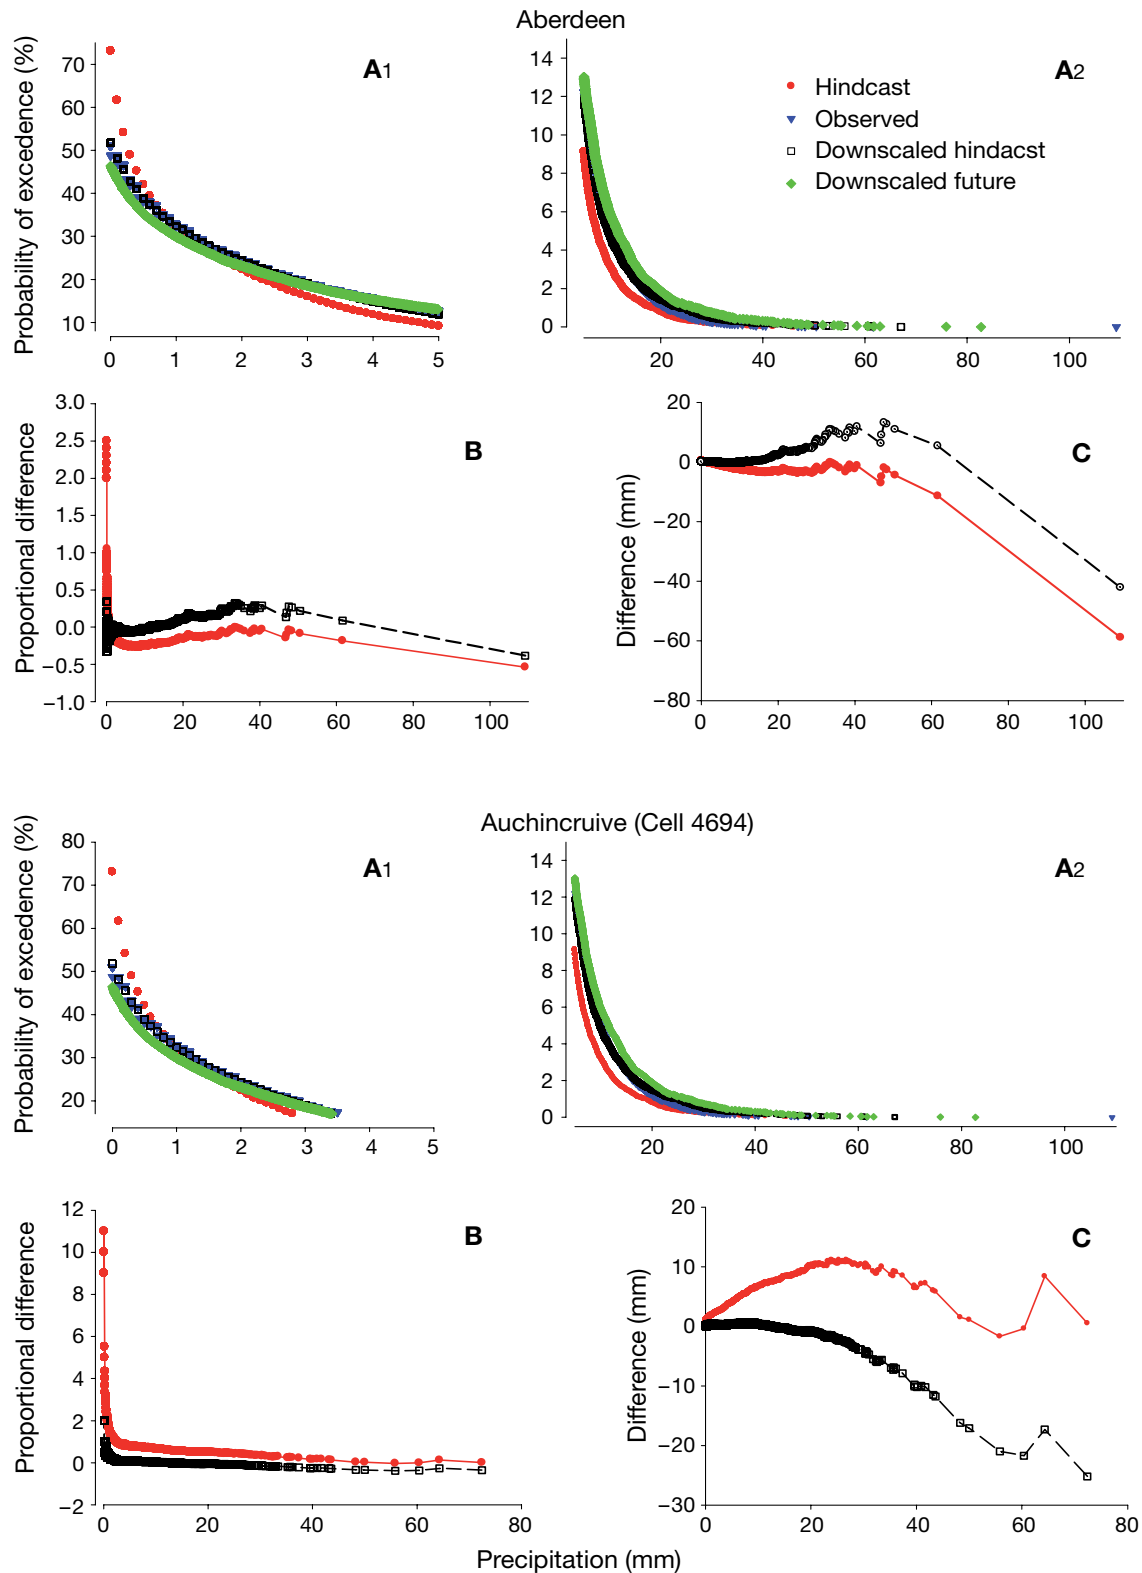 Aberdeen
A1
Probability of excedence (%)
70
60
50
40
30
20
10
0 1 2 3 4 5
A2
14
12
10
8
6
4
2
0
20 40 60 80 100
Hindcast
Observed
Downscaled hindacst
Downscaled future
B
Proportional difference
3.0
2.5
2.0
1.5
1.0
0.5
0.0
−0.5
−1.0
0 20 40 60 80 100
C
Difference (mm)
20
0
−20
−40
−60
−80
0 20 40 60 80 100
Auchincruive (Cell 4694)
A1
Probability of excedence (%)
80
70
60
50
40
30
20
0 1 2 3 4 5
A2
14
12
10
8
6
4
2
0
20 40 60 80 100
B
Proportional difference
12
10
8
6
4
2
0
−2
0 20 40 60 80
C
Difference (mm)
20
10
0
−10
−20
−30
0 20 40 60 80
Precipitation (mm)